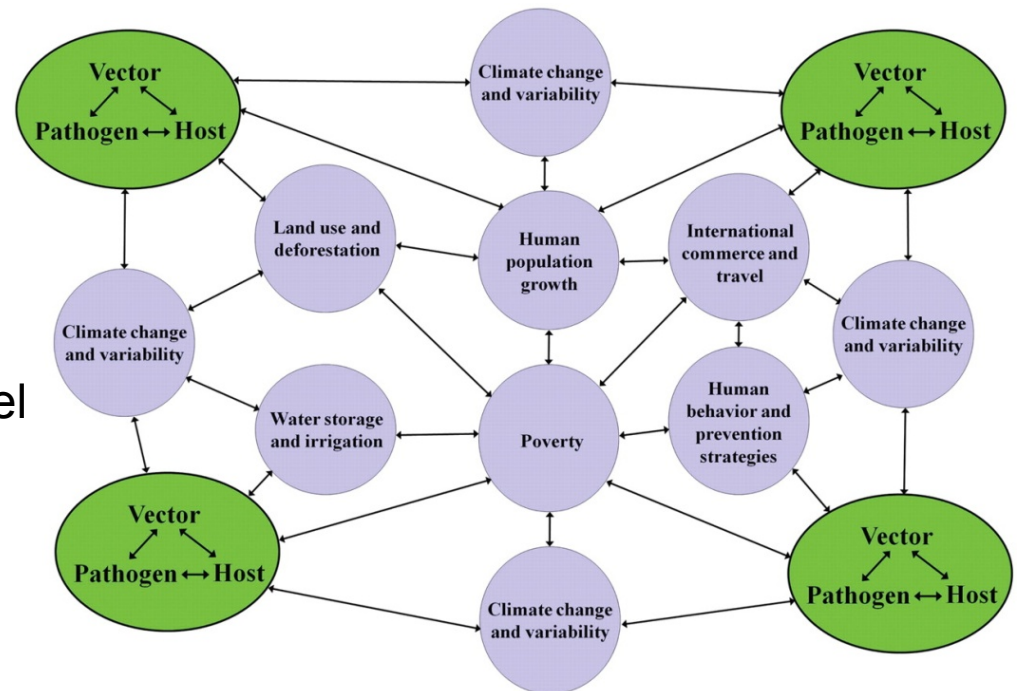 Vector
Pathogen Host
Climate change
and variability
Vector
Pathogen Host
Land use and
deforestation
Human
population
growth
International
commerce and
travel
Climate change
and variability
Climate change
and variability
el
Water storage
and irrigation
Poverty
Human
behavior and
prevention
strategies
Vector
Pathogen Host
Climate change
and variability
Vector
Pathogen Host